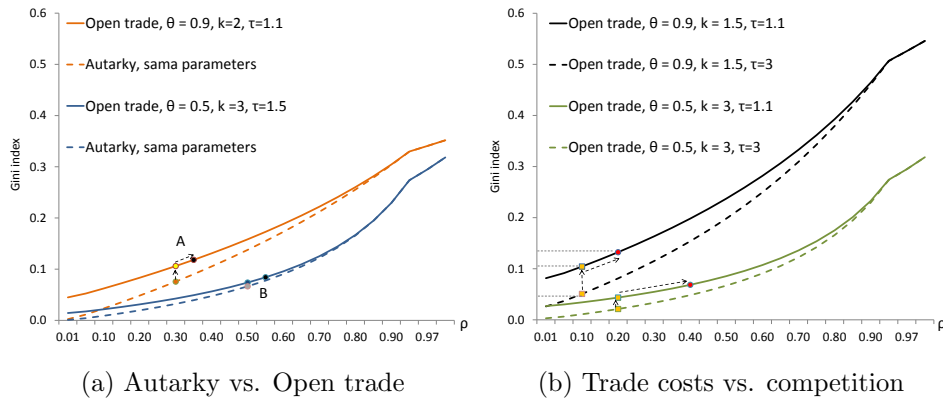 0.6
0.5
0.4
0.3
0.2
0.1
0.0
Gini index
Open trade, θ = 0.9, k=2, τ=1.1
Autarky, sama parameters
Open trade, θ = 0.5, k =3, τ=1.5
Autarky, sama parameters
A
B
0.01 0.10 0.20 0.30 0.40 0.50 0.60 0.70 0.80 0.90 0.97 ρ
(a) Autarky vs. Open trade
0.6
0.5
0.4
0.3
0.2
0.1
0.0
Gini index
Open trade, θ = 0.9, k = 1.5, τ=1.1
Open trade, θ = 0.9, k = 1.5, τ=3
Open trade, θ = 0.5, k = 3, τ=1.1
Open trade, θ = 0.5, k = 3, τ=3
0.01 0.10 0.20 0.30 0.40 0.50 0.60 0.70 0.80 0.90 0.97 ρ
(b) Trade costs vs. competition